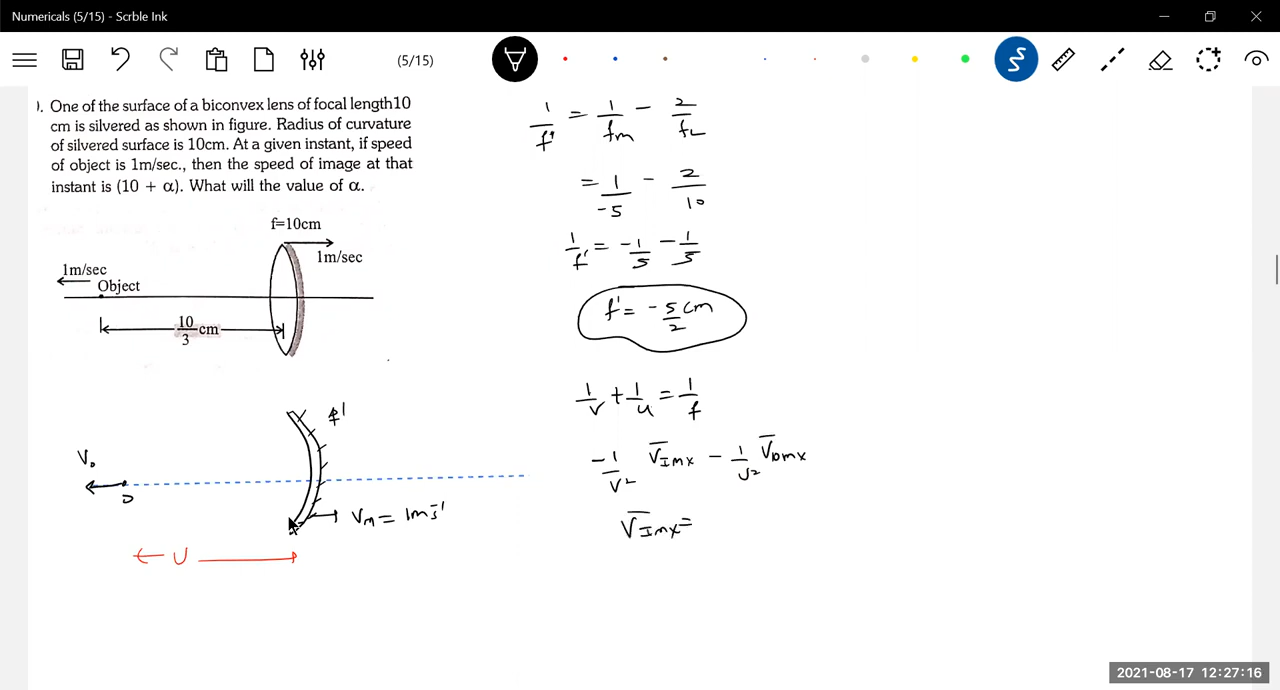 Numericals (5/15) - Scrble Ink
(5/15)
). One of the surface of a biconvex lens of focal length10
cm is silvered as shown in figure. Radius of curvature
of silvered surface is 10cm. At a given instant, if speed
of object is 1m/sec., then the speed of image at that
instant is (10 + α). What will the value of α.
f=10cm
1m/sec
1m/sec
Object
10/3 cm
1/f' = 1/fm - 2/fL
= 1/-5 - 2/10
1/f' = -1/5 - 1/5
f' = -5/2 cm
1/v + 1/u = 1/f
-1/v² V̅Imx - 1/u² V̅Omx
V̅Imx =
f'
Vo
O
Vm = 1ms⁻¹
U
2021-08-17 12:27:16